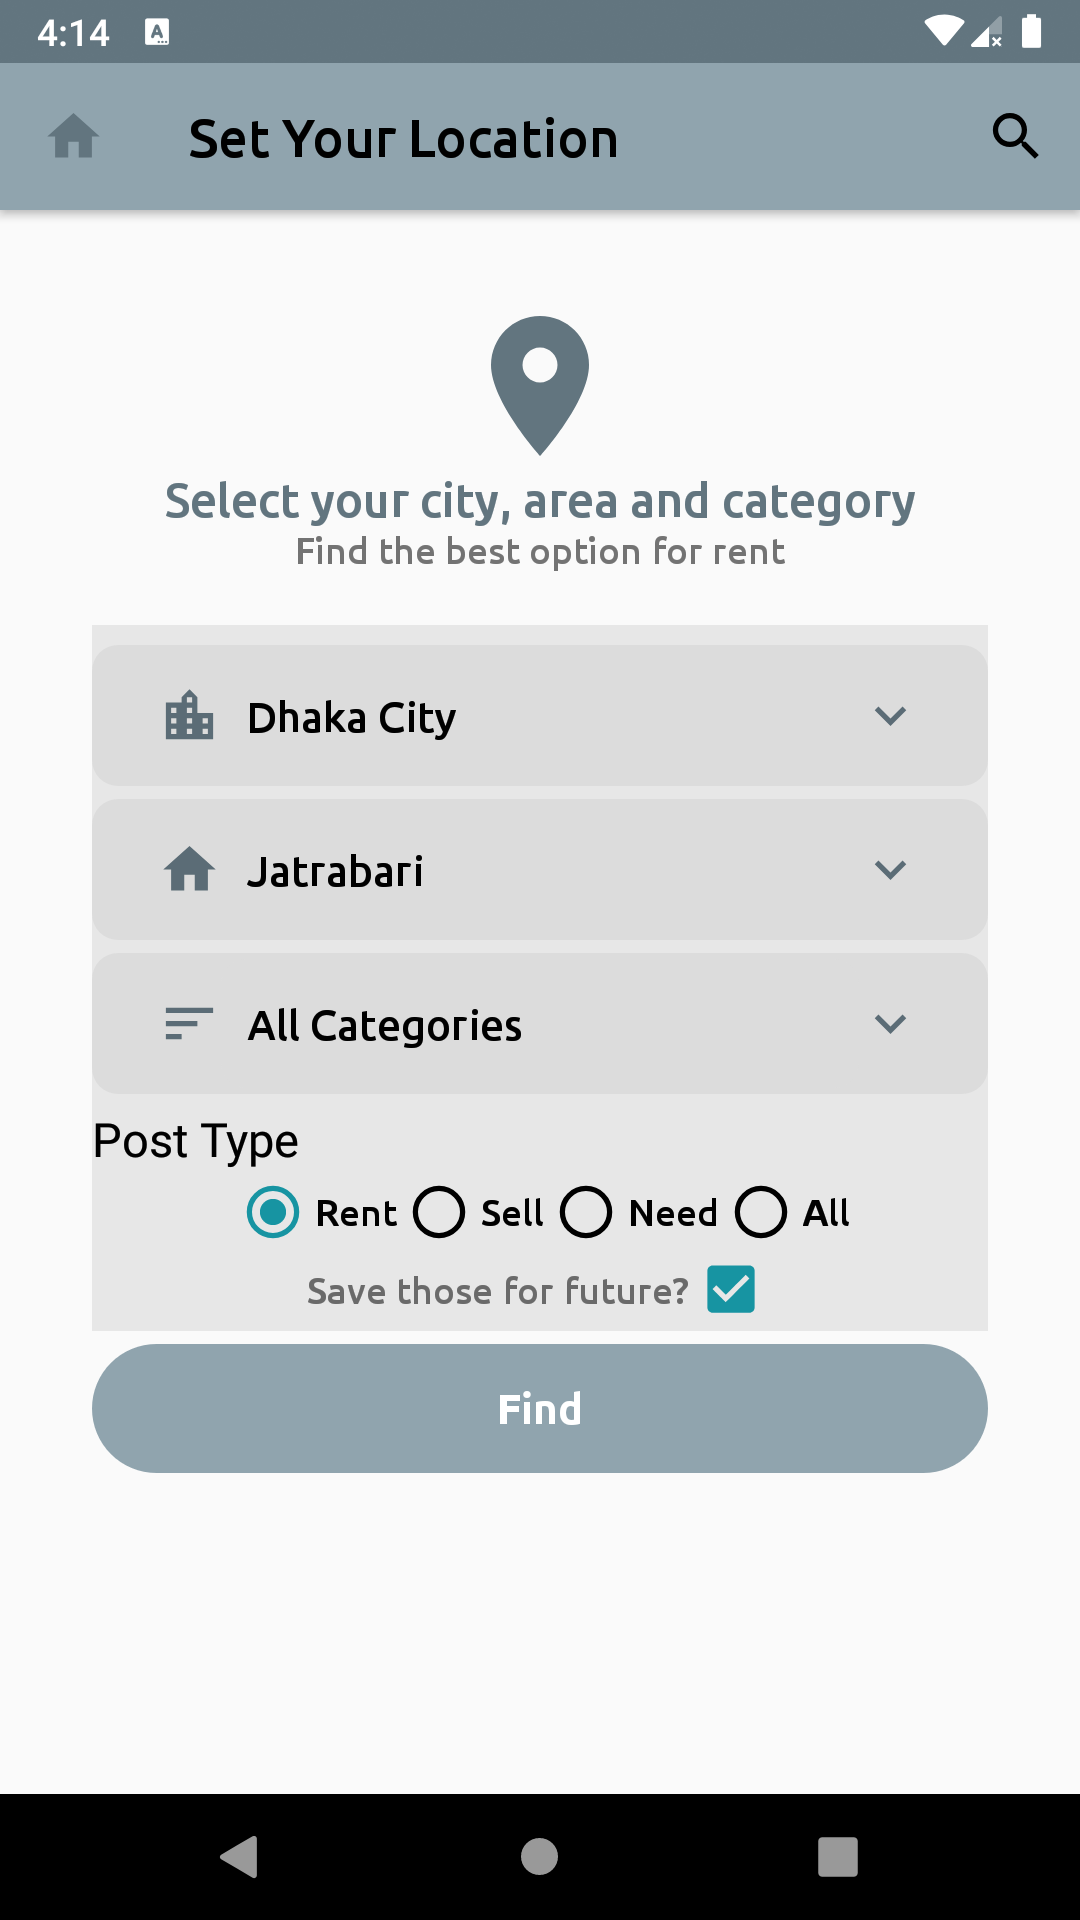 4:14
Set Your Location
Select your city, area and category
Find the best option for rent
Dhaka City
Jatrabari
All Categories
Post Type
Rent Sell Need All
Save those for future?
Find